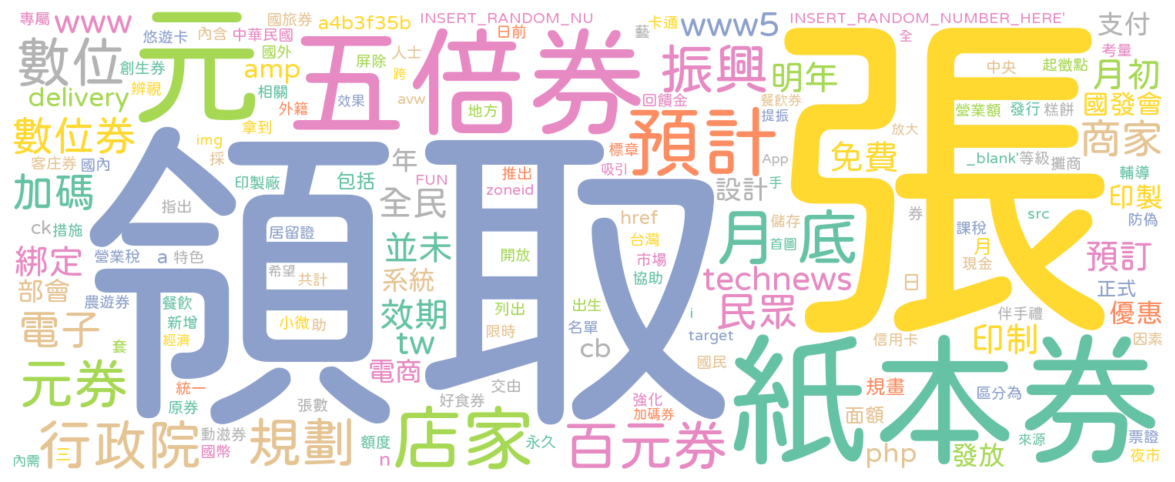 專屬 www 悠遊卡 內含 國旅券 中華民國 a4b3f35b INSERT_RANDOM_NU 日前 藝 卡通 www5 INSERT_RANDOM_NUMBER_HERE' 全 支付 考量
數位 創生券 辨視 元 國外 amp 相關 屏除 人士 跨 五倍券 振興 明年 中央 起徵點 月初
delivery 外籍 拿到 效果 avw 地方 回饋金 餐飲券 提振 張 營業額 發行 糕餅 國發會
數位券 img 採 預計 標章 吸引 放大 免費 _blank' 等級 攤商 商家
客庄券 國內 印製廠 包括 年 FUN 推出 zoneid 設計 手 App 輔導
加碼 指出 領取 全民 券 儲存 src 印製 防偽
ck 措施 居留證 並未 href 台灣 月底 首圖 課稅 月 現金
綁定 營業稅 a 特色 希望 共計 系統 開放 市場 協助 日 預訂
部會 農遊券 餐飲 新增 小微 助 效期 列出 出生 i technews 正式 伴手禮
電子 經濟 套 tw 限時 名單 cb target 民眾 信用卡 印制 優惠 因素
元券 統一 原券 電商 交由 國民 紙本券 規畫 區分為
張數 好食券 強化 加碼券 面額 來源 票證
行政院 動滋券 國幣 規劃 額度 n 店家 永久 百元券 php 發放 夜市
內需 三